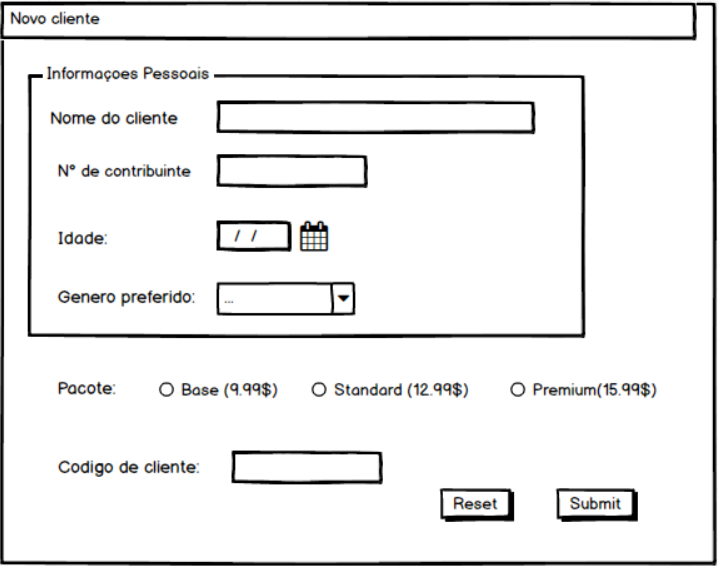 Novo cliente
Informaçoes Pessoais
Nome do cliente
Nº de contribuinte
Idade: / /
Genero preferido: ...
Pacote: Base (9.99$) Standard (12.99$) Premium(15.99$)
Codigo de cliente:
Reset Submit